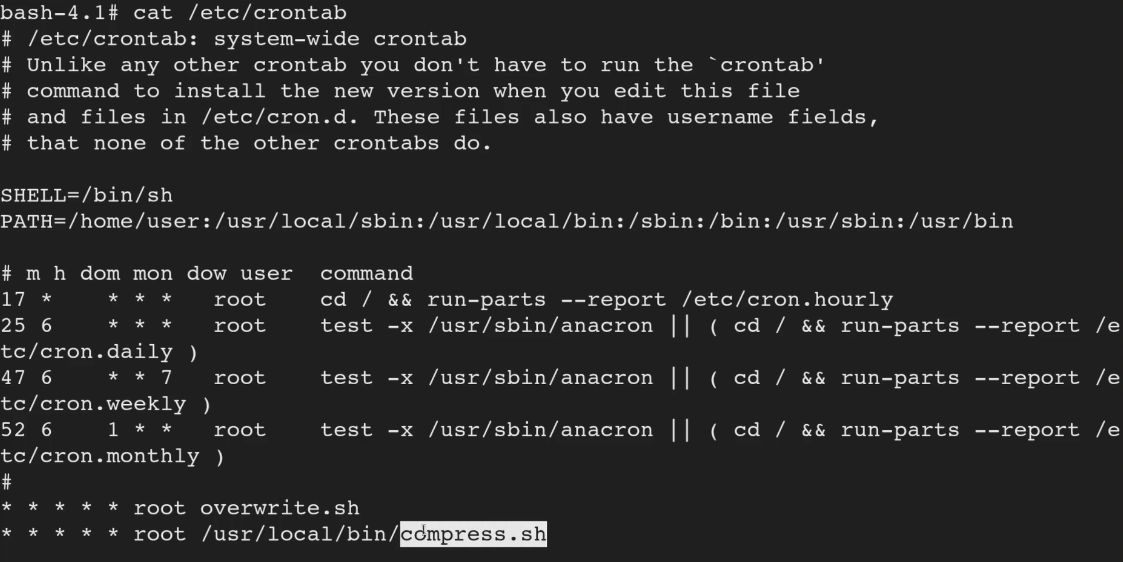 bash-4.1# cat /etc/crontab
# /etc/crontab: system-wide crontab
# Unlike any other crontab you don't have to run the `crontab'
# command to install the new version when you edit this file
# and files in /etc/cron.d. These files also have username fields,
# that none of the other crontabs do.

SHELL=/bin/sh
PATH=/home/user:/usr/local/sbin:/usr/local/bin:/sbin:/bin:/usr/sbin:/usr/bin

# m h dom mon dow user  command
17 *    * * *   root    cd / && run-parts --report /etc/cron.hourly
25 6    * * *   root    test -x /usr/sbin/anacron || ( cd / && run-parts --report /e
tc/cron.daily )
47 6    * * 7   root    test -x /usr/sbin/anacron || ( cd / && run-parts --report /e
tc/cron.weekly )
52 6    1 * *   root    test -x /usr/sbin/anacron || ( cd / && run-parts --report /e
tc/cron.monthly )
#
* * * * * root overwrite.sh
* * * * * root /usr/local/bin/compress.sh